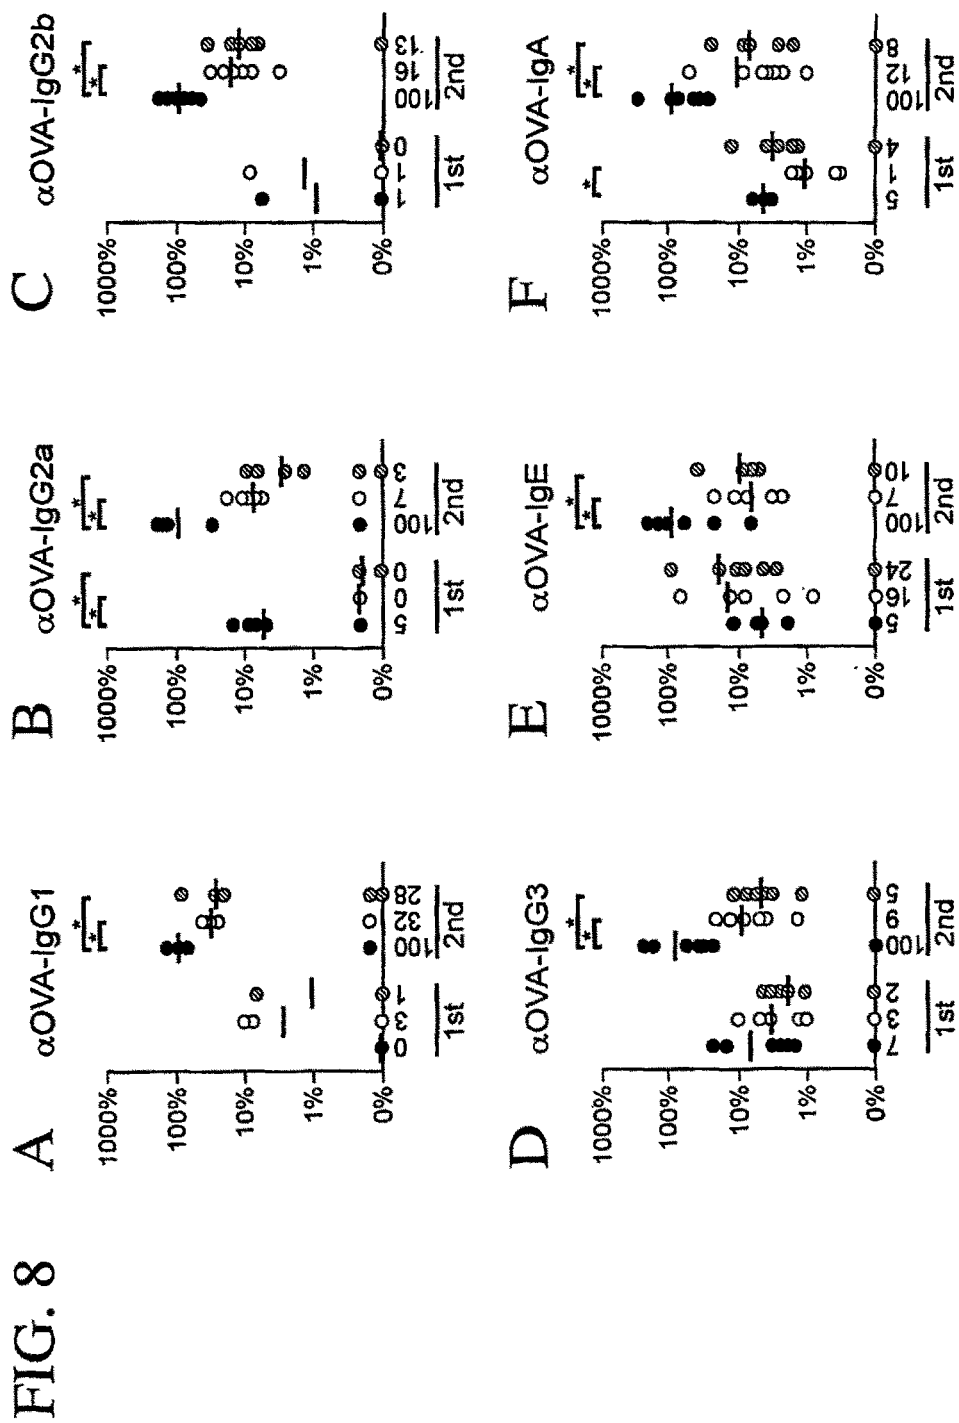 FIG. 8
A
αOVA-IgG1
* *
1000%
100%
10%
1%
0%
0 3 1 100 32 28
1st 2nd
B
αOVA-IgG2a
* * * *
1000%
100%
10%
1%
0%
5 0 0 100 7 3
1st 2nd
C
αOVA-IgG2b
* *
1000%
100%
10%
1%
0%
1 1 0 100 16 13
1st 2nd
D
αOVA-IgG3
* *
1000%
100%
10%
1%
0%
7 3 2 100 9 5
1st 2nd
E
αOVA-IgE
* *
1000%
100%
10%
1%
0%
5 16 24 100 7 10
1st 2nd
F
αOVA-IgA
* * *
1000%
100%
10%
1%
0%
5 1 4 100 12 8
1st 2nd